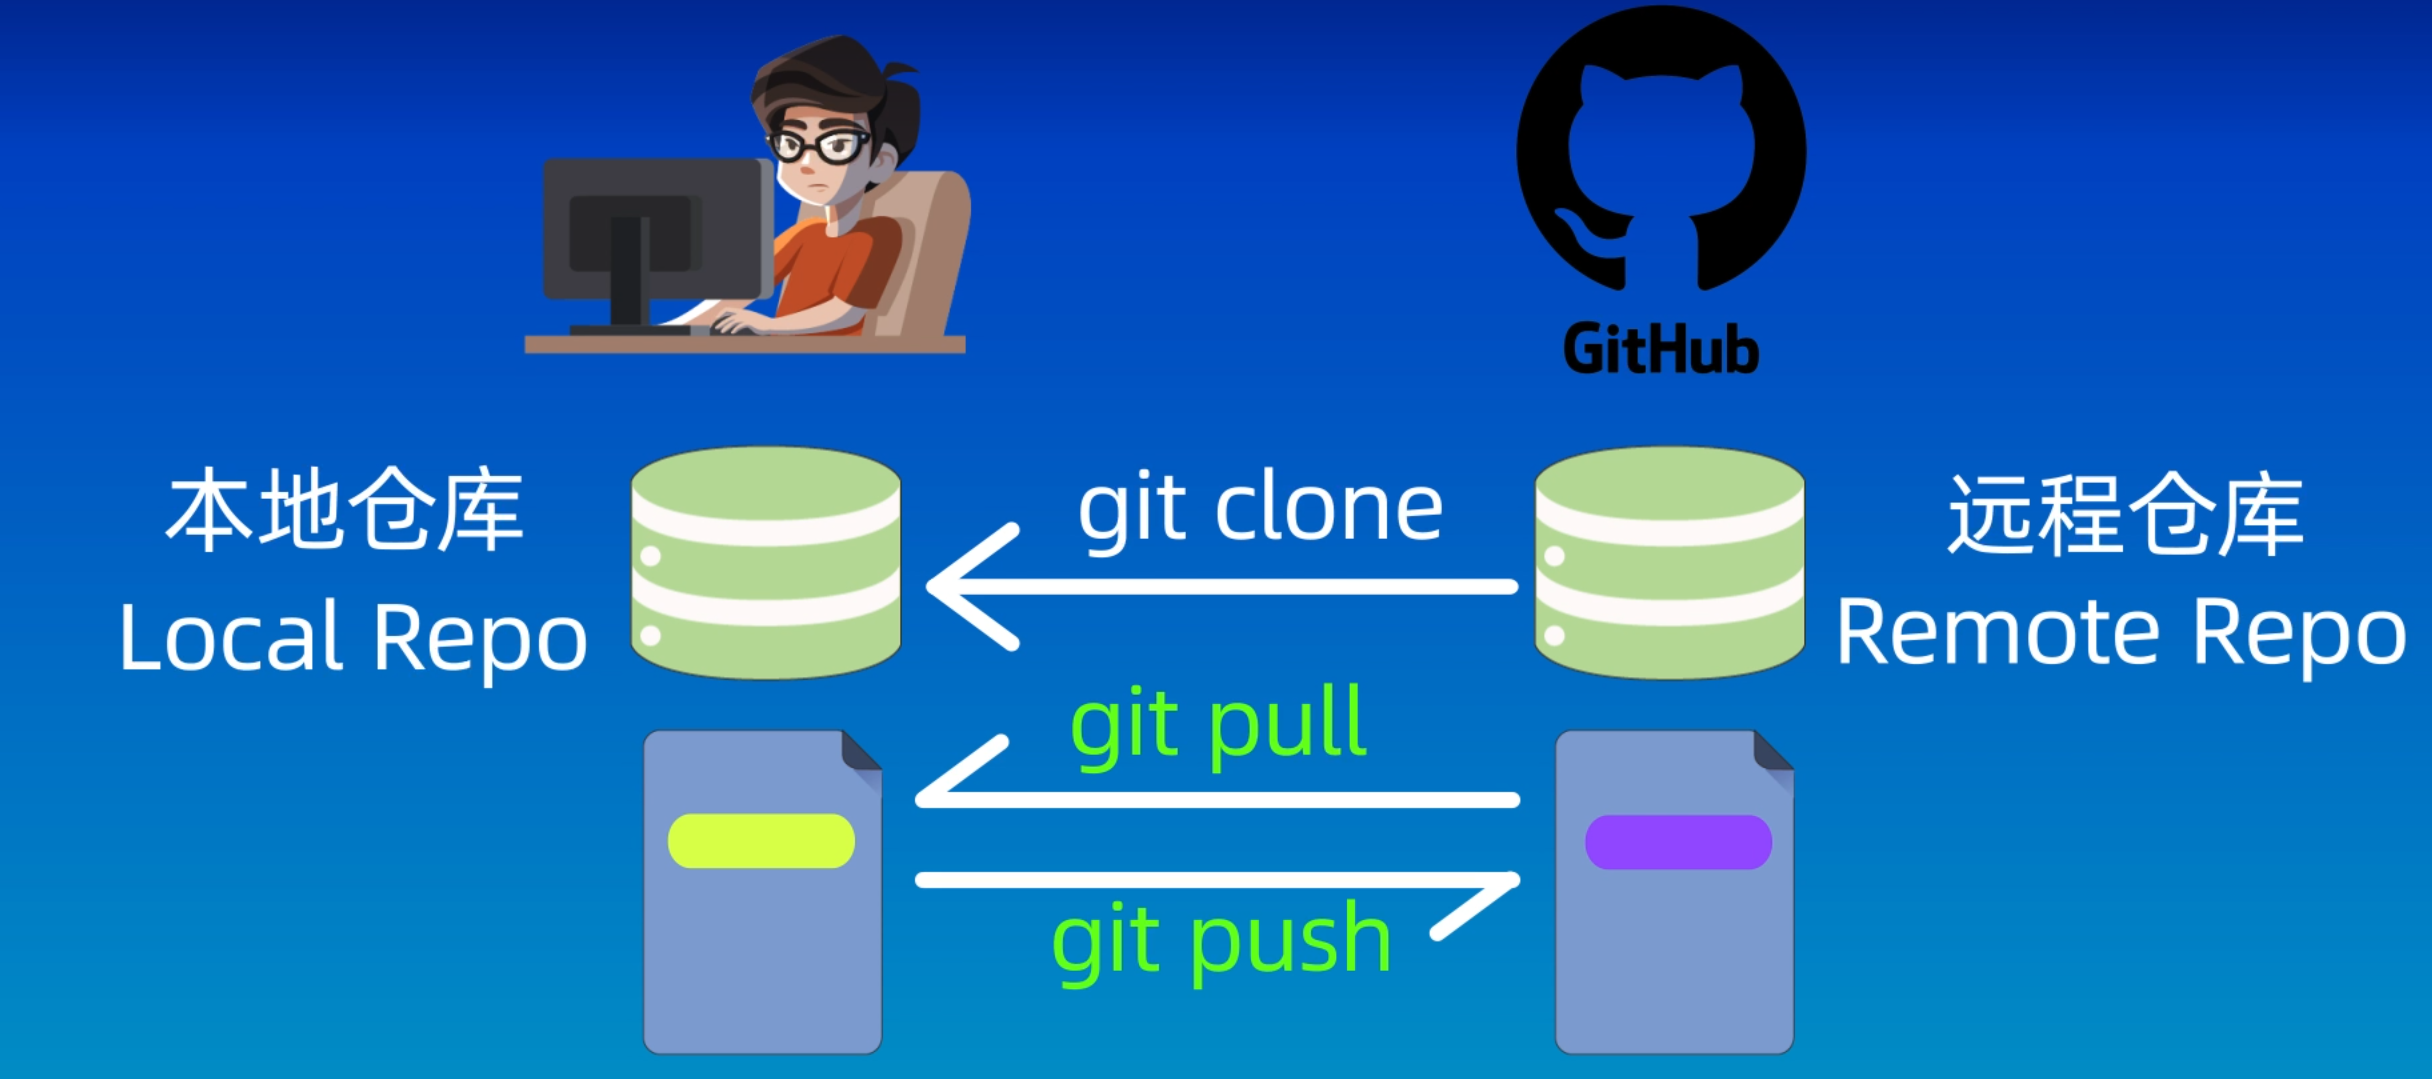 GitHub
本地仓库
Local Repo
git clone
远程仓库
Remote Repo
git pull
git push